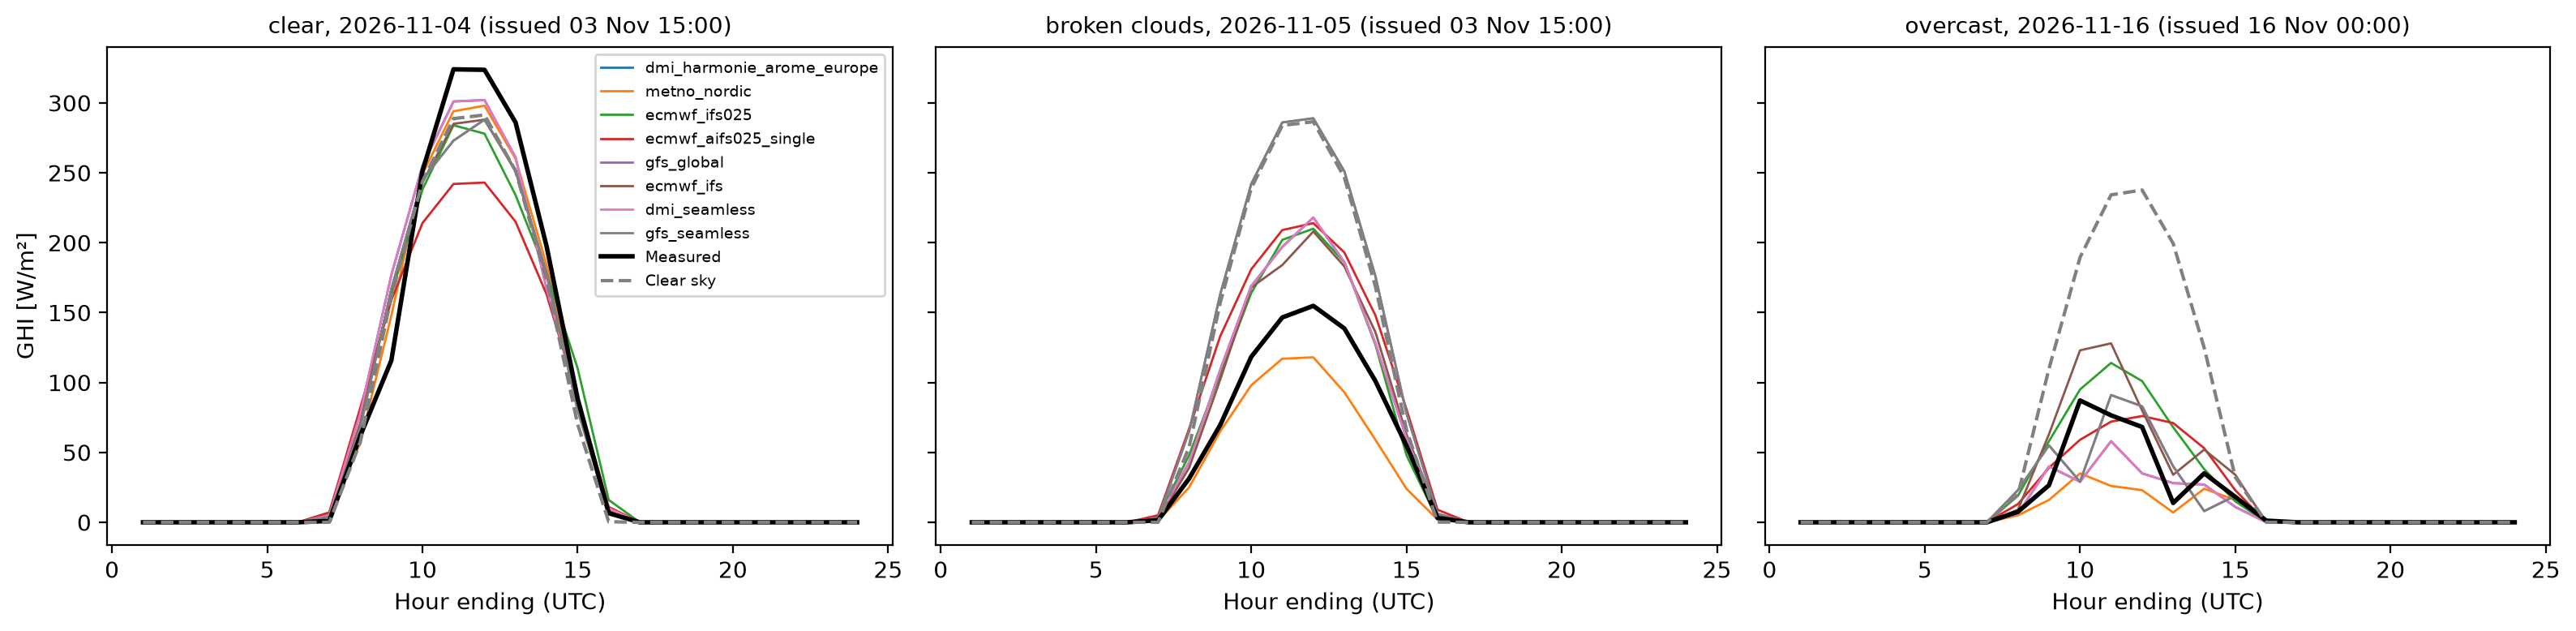 clear, 2026-11-04 (issued 03 Nov 15:00)
broken clouds, 2026-11-05 (issued 03 Nov 15:00)
overcast, 2026-11-16 (issued 16 Nov 00:00)
GHI [W/m²]
300
250
200
150
100
50
0
dmi_harmonie_arome_europe
metno_nordic
ecmwf_ifs025
ecmwf_aifs025_single
gfs_global
ecmwf_ifs
dmi_seamless
gfs_seamless
Measured
Clear sky
0 5 10 15 20 25
0 5 10 15 20 25
0 5 10 15 20 25
Hour ending (UTC)
Hour ending (UTC)
Hour ending (UTC)